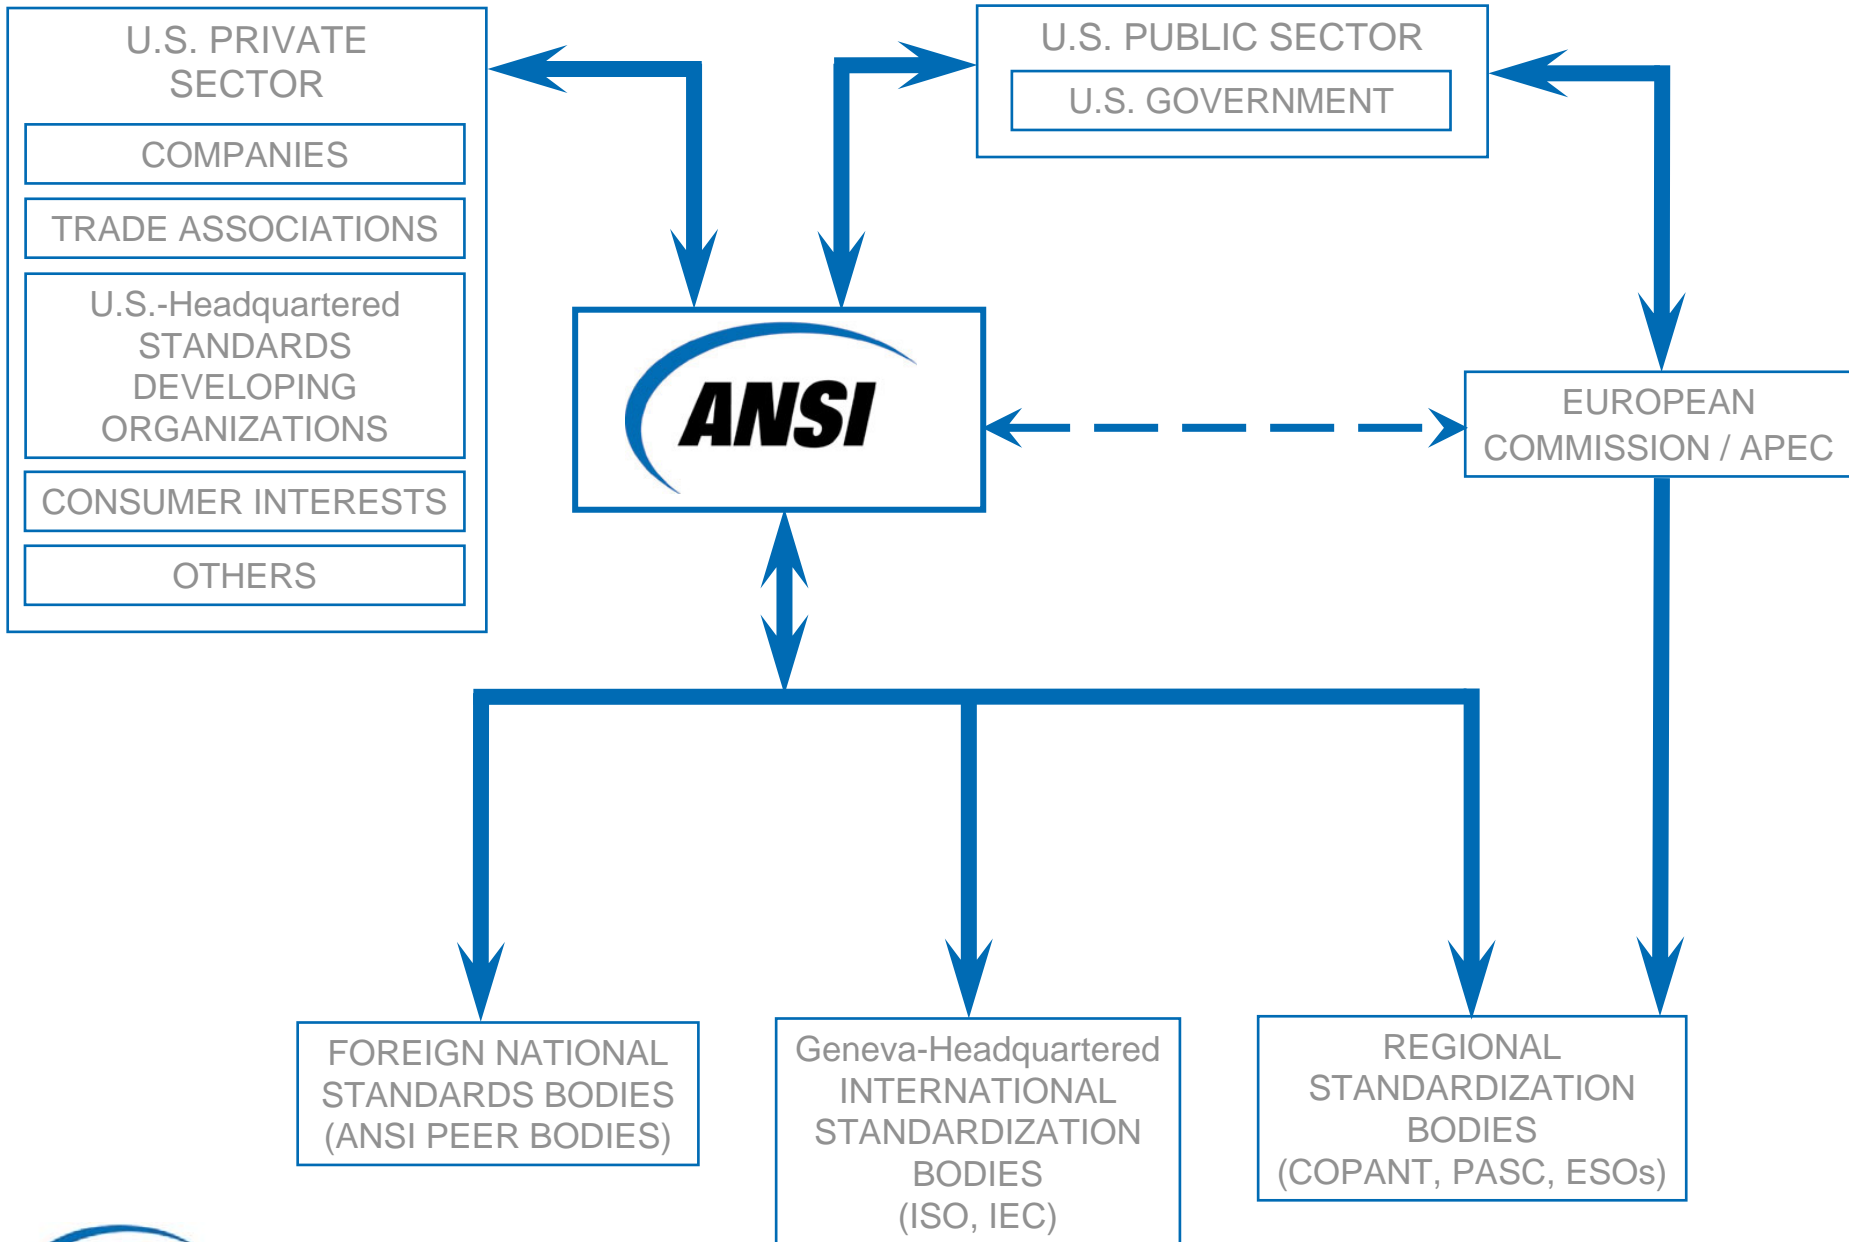 U.S. PRIVATE
SECTOR
COMPANIES
TRADE ASSOCIATIONS
U.S.-Headquartered
STANDARDS
DEVELOPING
ORGANIZATIONS
CONSUMER INTERESTS
OTHERS
U.S. PUBLIC SECTOR
U.S. GOVERNMENT
ANSI
EUROPEAN
COMMISSION / APEC
FOREIGN NATIONAL
STANDARDS BODIES
(ANSI PEER BODIES)
Geneva-Headquartered
INTERNATIONAL
STANDARDIZATION
BODIES
(ISO, IEC)
REGIONAL
STANDARDIZATION
BODIES
(COPANT, PASC, ESOs)